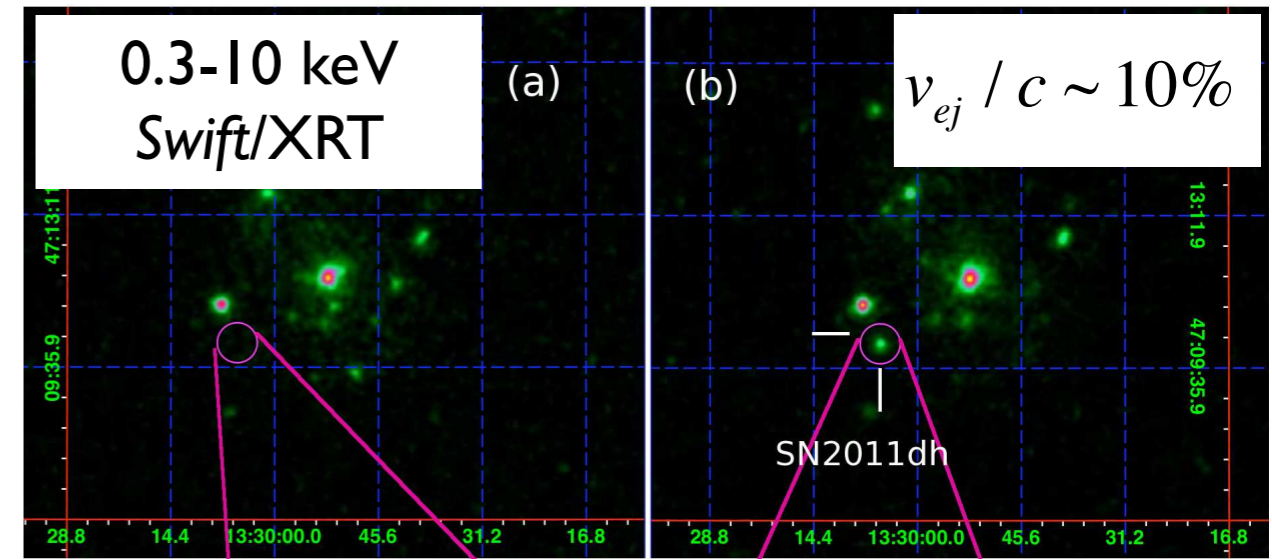 0.3-10 keV
Swift/XRT
(a)
47:13:11
09:35.9
28.8 14.4 13:30:00.0 45.6 31.2 16.8
(b)
v_ej / c ~ 10%
13:11.9
47:09:35.9
SN2011dh
28.8 14.4 13:30:00.0 45.6 31.2 16.8